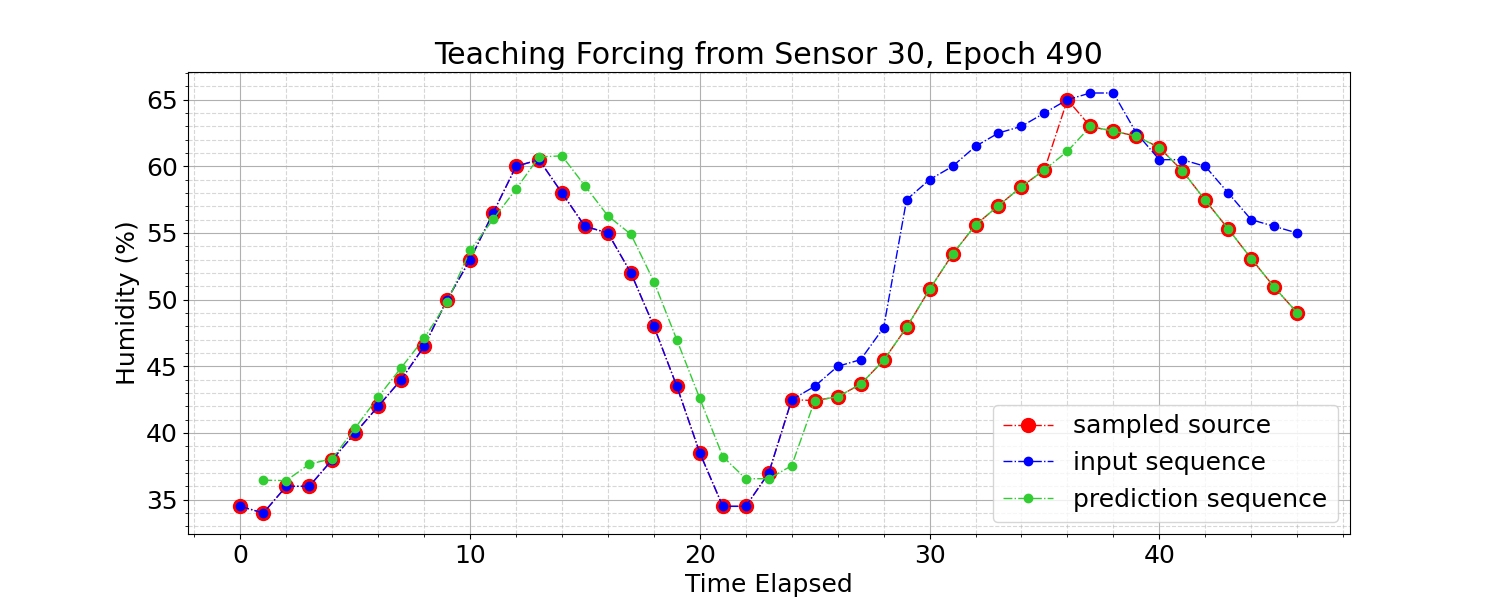 Teaching Forcing from Sensor 30, Epoch 490
Humidity (%)
65
60
55
50
45
40
35
sampled source
input sequence
prediction sequence
0 10 20 30 40
Time Elapsed